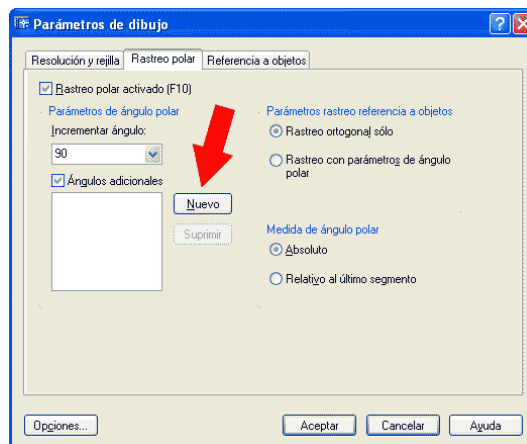 Parámetros de dibujo
Resolución y rejilla Rastreo polar Referencia a objetos
Rastreo polar activado (F10)
Parámetros de ángulo polar
Incrementar ángulo:
90
Ángulos adicionales
Nuevo
Suprimir
Parámetros rastreo referencia a objetos
Rastreo ortogonal sólo
Rastreo con parámetros de ángulo
polar
Medida de ángulo polar
Absoluto
Relativo al último segmento
Opciones... Aceptar Cancelar Ayuda